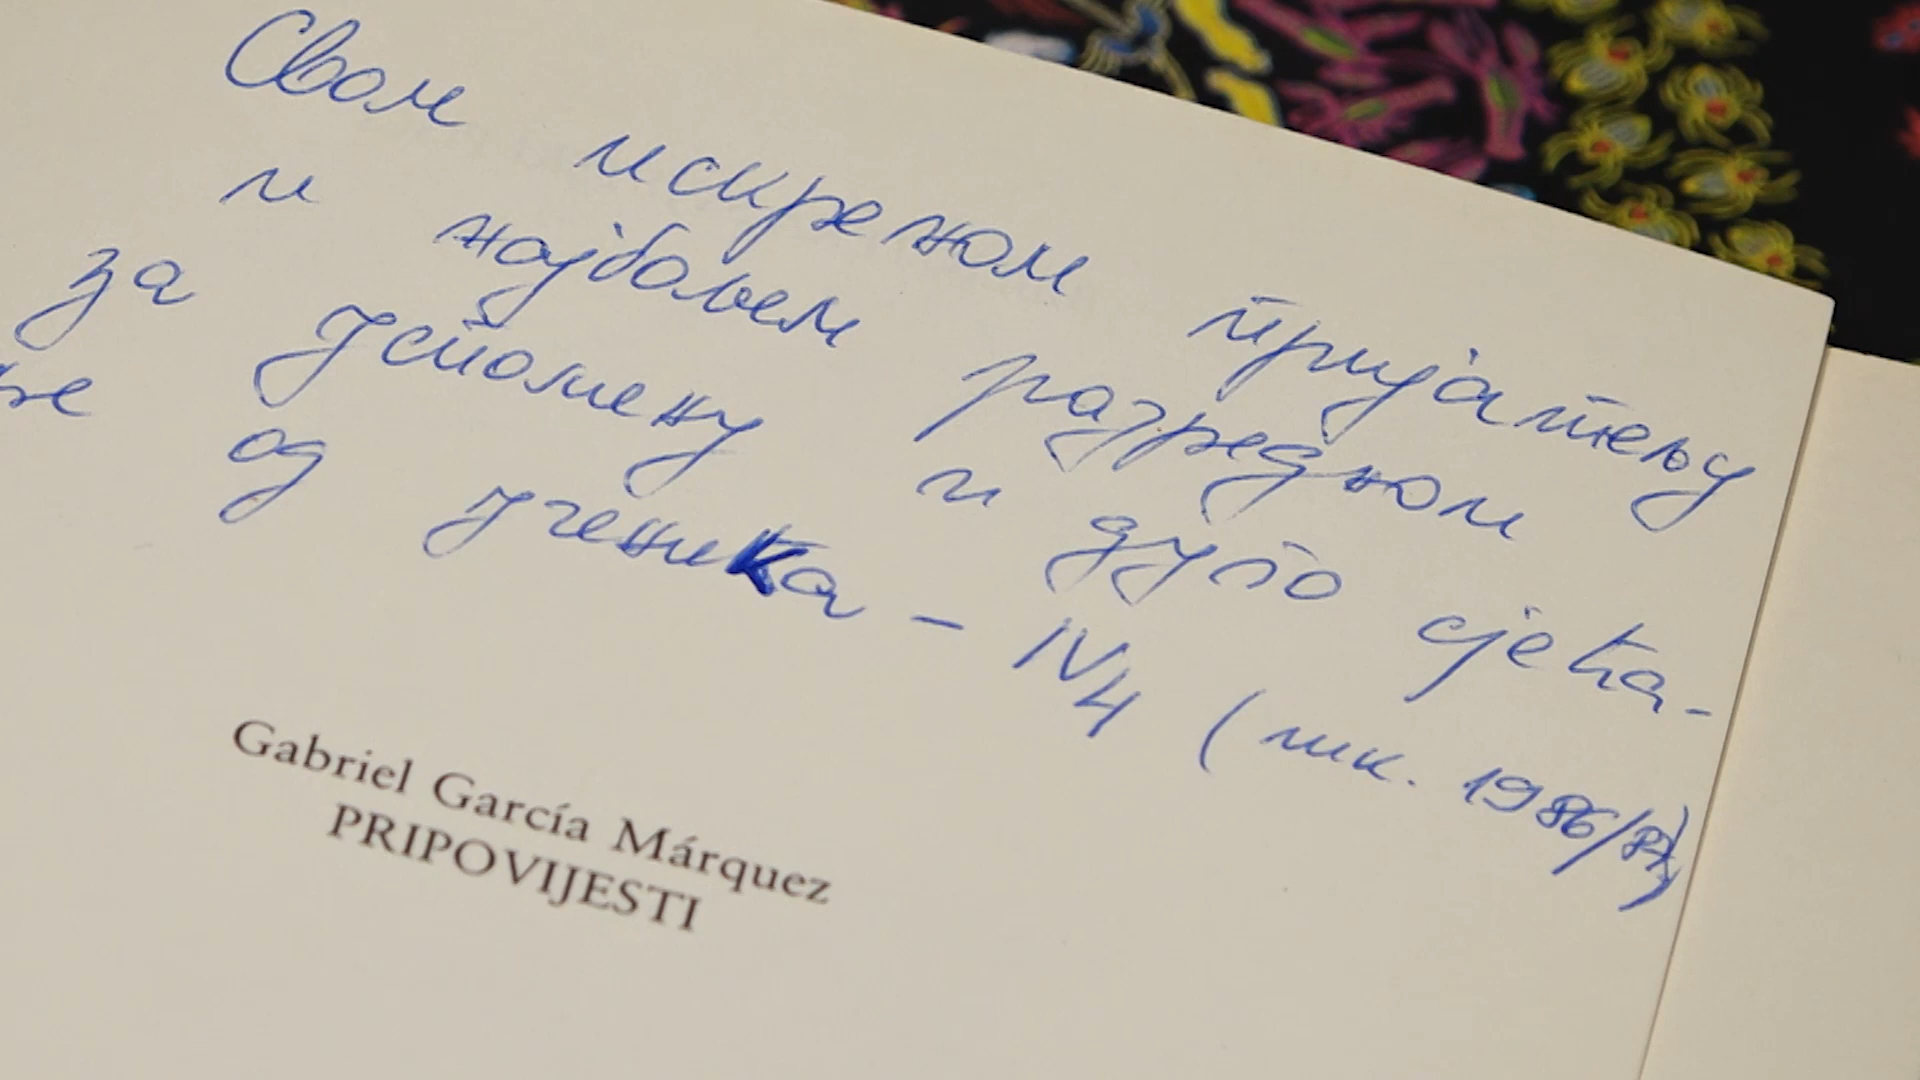 Свом искреном пријатељу
и најбољем разредном
за успомену и дуго сјећа-
ње од ученика - IV4 (шк. 1986/87)
Gabriel García Márquez
PRIPOVIJESTI